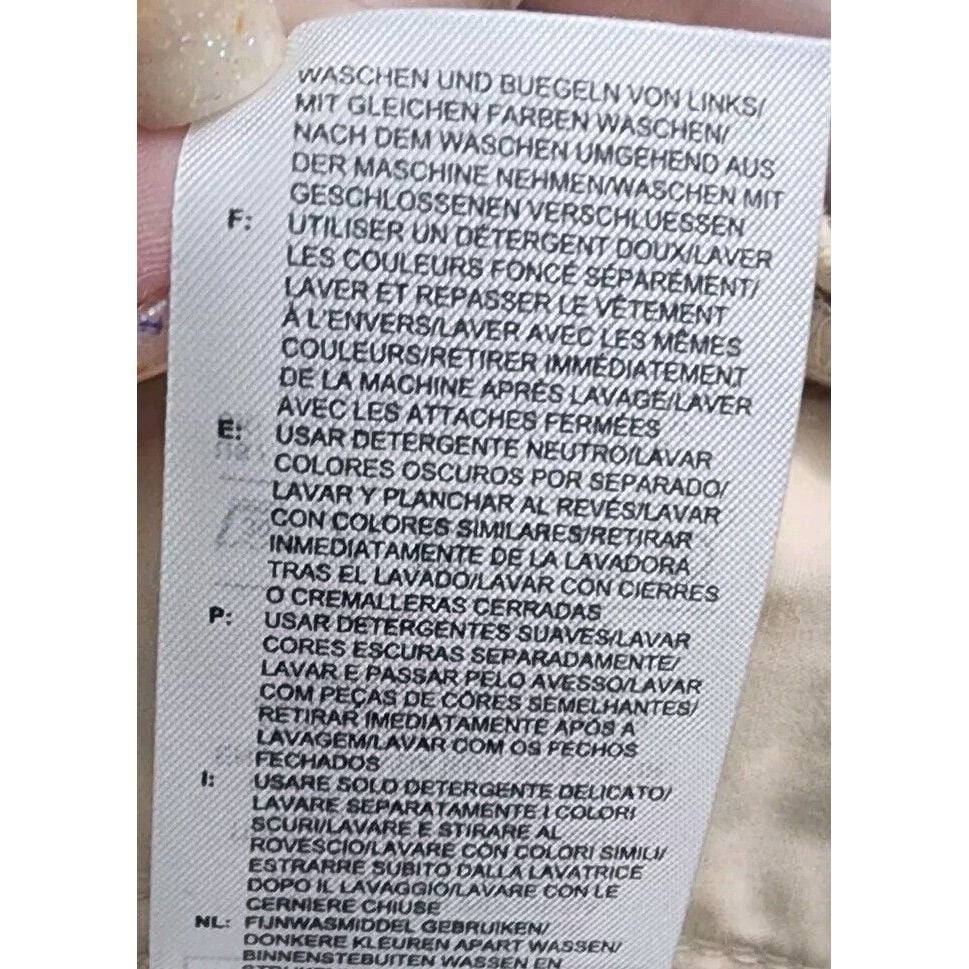 WASCHEN UND BUEGELN VON LINKS/
MIT GLEICHEN FARBEN WASCHEN/
NACH DEM WASCHEN UMGEHEND AUS
DER MASCHINE NEHMEN/WASCHEN MIT
GESCHLOSSENEN VERSCHLUESSEN
F: UTILISER UN DÉTERGENT DOUX/LAVER
LES COULEURS FONCÉ SÉPARÉMENT/
LAVER ET REPASSER LE VÊTEMENT
À L'ENVERS/LAVER AVEC LES MÊMES
COULEURS/RETIRER IMMÉDIATEMENT
DE LA MACHINE APRÈS LAVAGE/LAVER
AVEC LES ATTACHES FERMÉES
E: USAR DETERGENTE NEUTRO/LAVAR
COLORES OSCUROS POR SEPARADO/
LAVAR Y PLANCHAR AL REVÉS/LAVAR
CON COLORES SIMILARES/RETIRAR
INMEDIATAMENTE DE LA LAVADORA
TRAS EL LAVADO/LAVAR CON CIERRES
O CREMALLERAS CERRADAS
P: USAR DETERGENTES SUAVES/LAVAR
CORES ESCURAS SEPARADAMENTE/
LAVAR E PASSAR PELO AVESSO/LAVAR
COM PEÇAS DE CORES SEMELHANTES/
RETIRAR IMEDIATAMENTE APÓS A
LAVAGEM/LAVAR COM OS FECHOS
FECHADOS
I: USARE SOLO DETERGENTE DELICATO/
LAVARE SEPARATAMENTE I COLORI
SCURI/LAVARE E STIRARE AL
ROVESCIO/LAVARE CON COLORI SIMILI/
ESTRARRE SUBITO DALLA LAVATRICE
DOPO IL LAVAGGIO/LAVARE CON LE
CERNIERE CHIUSE
NL: FIJNWASMIDDEL GEBRUIKEN/
DONKERE KLEUREN APART WASSEN/
BINNENSTEBUITEN WASSEN EN